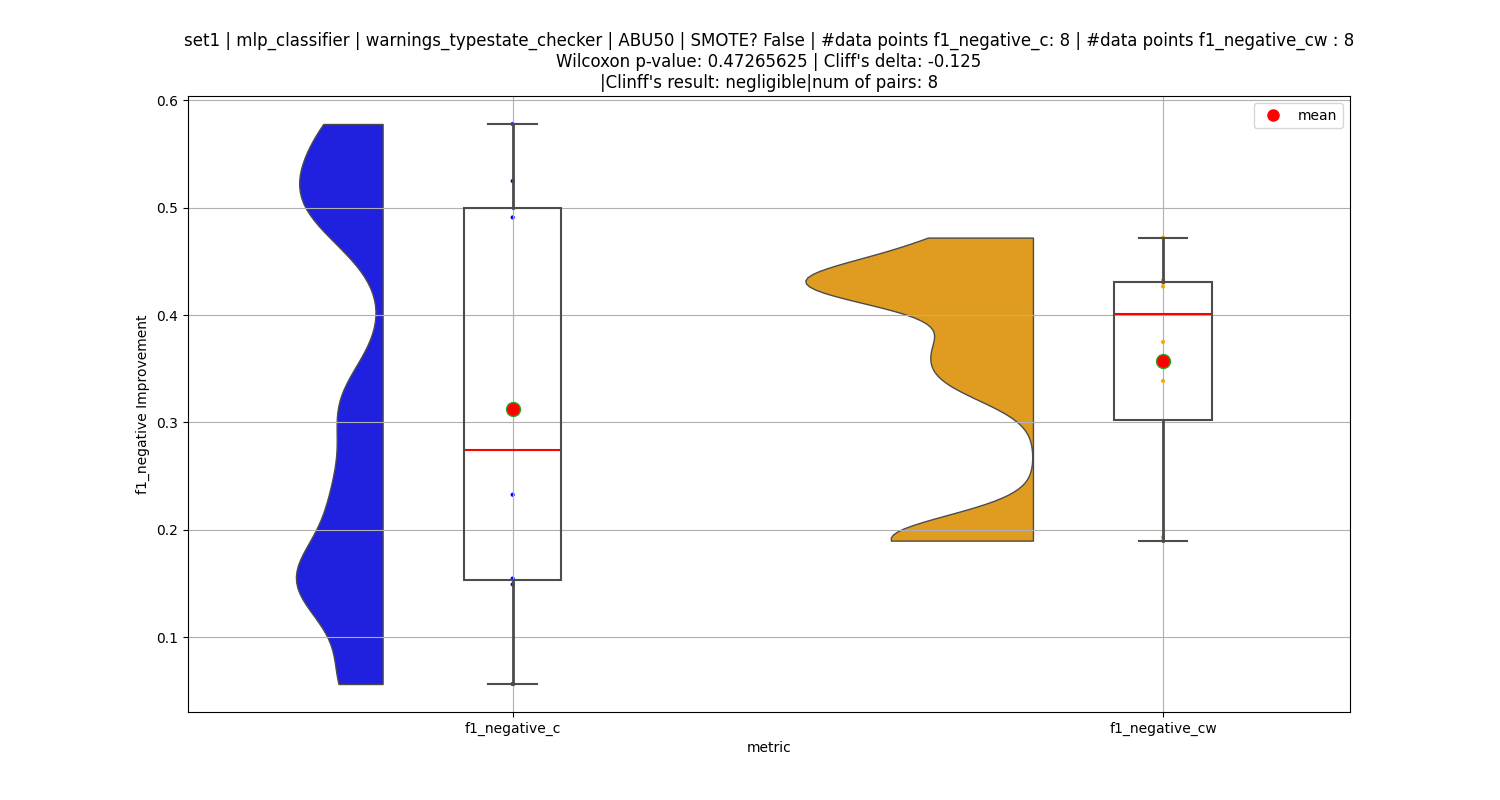 set1 | mlp_classifier | warnings_typestate_checker | ABU50 | SMOTE? False | #data points f1_negative_c: 8 | #data points f1_negative_cw : 8
Wilcoxon p-value: 0.47265625 | Cliff's delta: -0.125
|Clinff's result: negligible|num of pairs: 8
mean
0.6
0.5
0.4
0.3
0.2
0.1
f1_negative Improvement
f1_negative_c
f1_negative_cw
metric